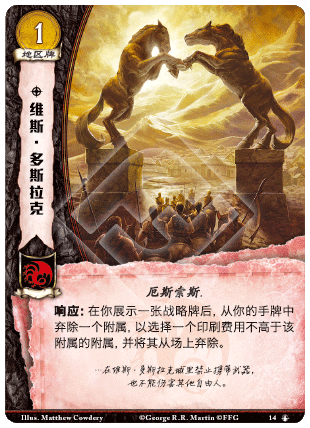 1
地区牌
维斯·多斯拉克
厄斯索斯.
响应: 在你展示一张战略牌后, 从你的手牌中
弃除一个附属, 以选择一个印刷费用不高于该
附属的附属, 并将其从场上弃除。
…在维斯·多斯拉克城里禁止携带武器,
也不能伤害其他自由人。
Illus. Matthew Cowdery
©George R.R. Martin ©FFG
14